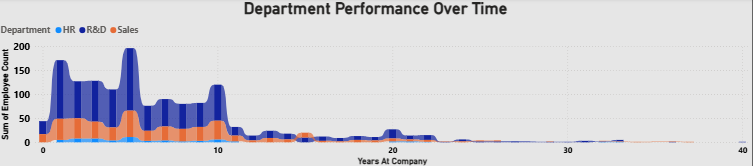 Department Performance Over Time
Department HR R&D Sales
Sum of Employee Count
200
150
100
50
0
0 10 20 30 40
Years At Company